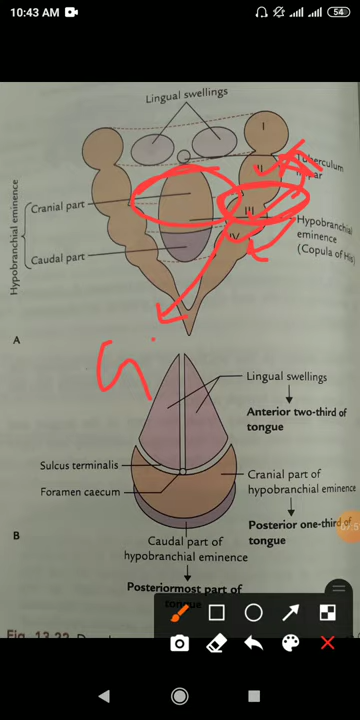 10:43 AM
54
Lingual swellings
I
II
Tuberculum
impar
Hypobranchial eminence
Cranial part
III
Hypobranchial
eminence
(Copula of His)
IV
Caudal part
A
Lingual swellings
Anterior two-third of
tongue
Sulcus terminalis
Foramen caecum
Cranial part of
hypobranchial eminence
Posterior one-third of
tongue
B
Caudal part of
hypobranchial eminence
Posteriormost part of
tongue
Fig. 13.22